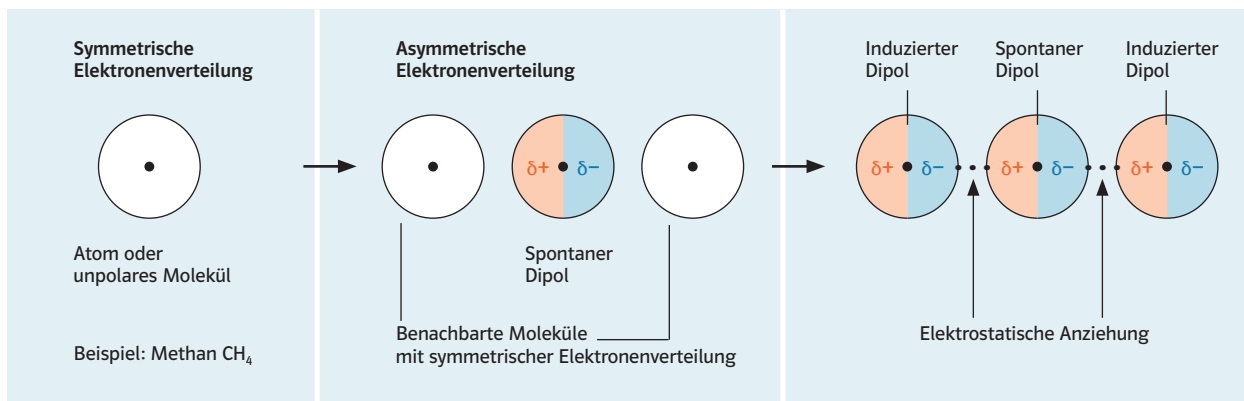 Symmetrische
Elektronenverteilung
Atom oder
unpolares Molekül
Beispiel: Methan CH₄
Asymmetrische
Elektronenverteilung
δ+ δ−
Spontaner
Dipol
Benachbarte Moleküle
mit symmetrischer Elektronenverteilung
Induzierter
Dipol
Spontaner
Dipol
Induzierter
Dipol
δ+ δ− δ+ δ− δ+ δ−
Elektrostatische Anziehung